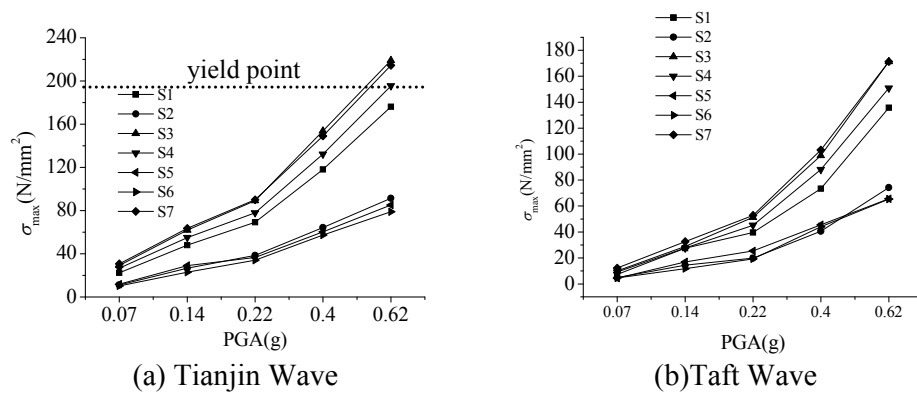 240
200
160
120
80
40
0
σmax(N/mm²)
yield point
S1
S2
S3
S4
S5
S6
S7
0.07 0.14 0.22 0.4 0.62
PGA(g)
(a) Tianjin Wave
180
160
140
120
100
80
60
40
20
0
σmax(N/mm²)
S1
S2
S3
S4
S5
S6
S7
0.07 0.14 0.22 0.4 0.62
PGA(g)
(b)Taft Wave